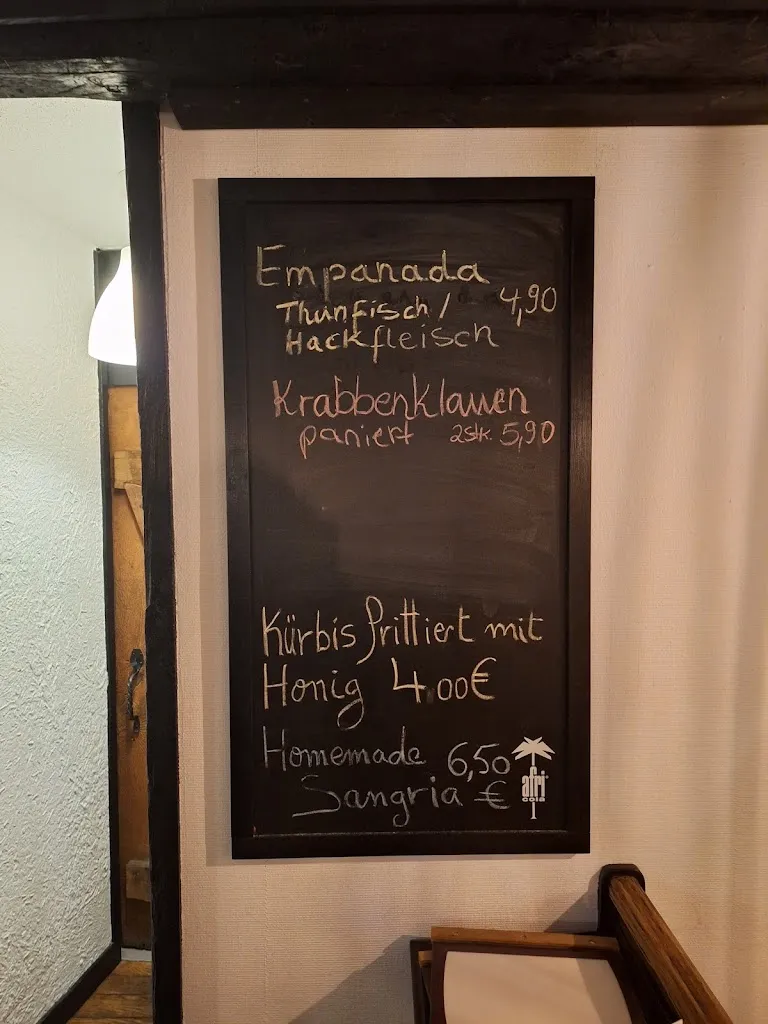 Empanada
Thunfisch/ 4,90
Hackfleisch
Krabbenklauen
paniert 2stk. 5,90
Kürbis frittiert mit
Honig 4.00€
Homemade 6,50
Sangria €
afri
cola